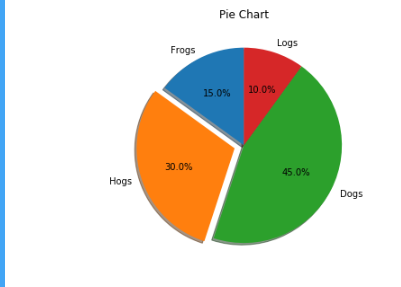 Pie Chart
Logs
Frogs
10.0%
15.0%
30.0%
45.0%
Hogs
Dogs